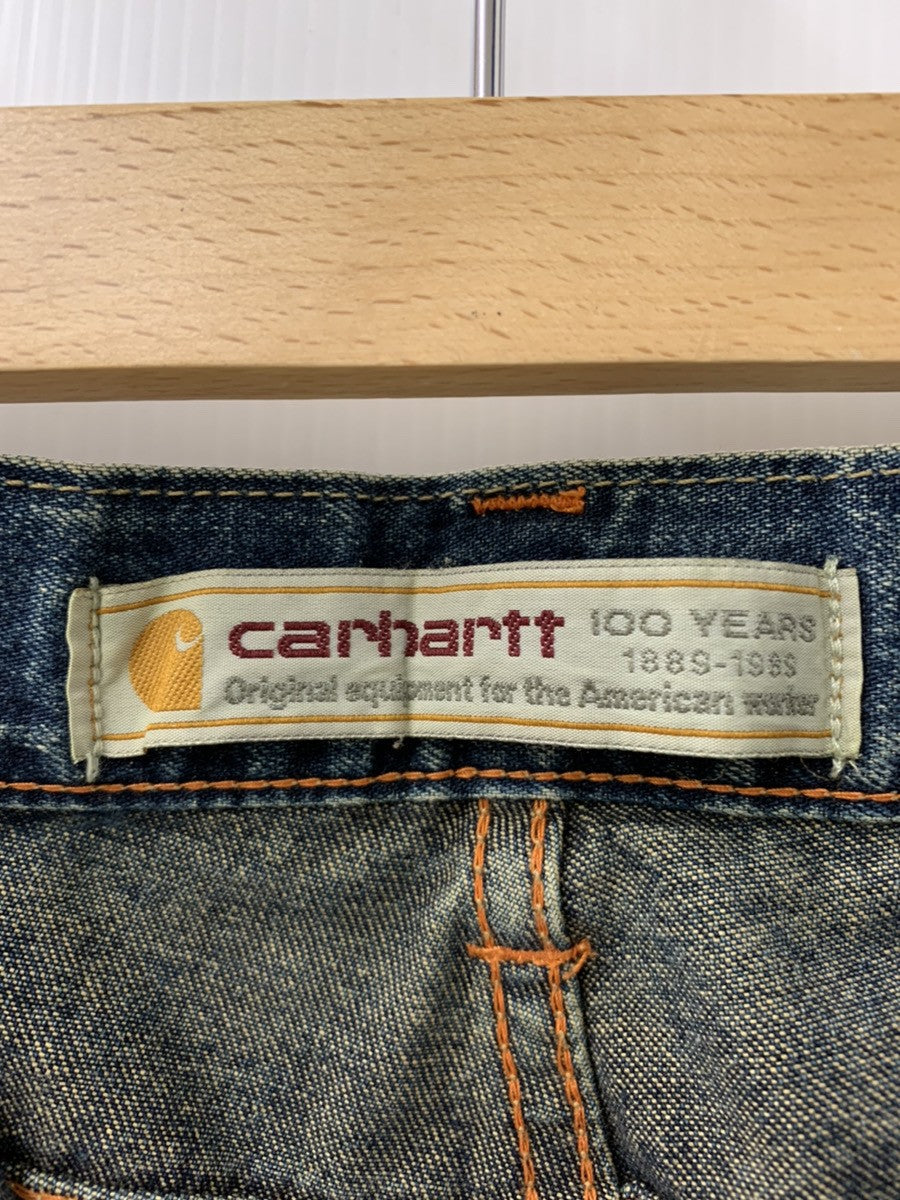 carhartt 100 YEARS
1889-1989
Original equipment for the American worker